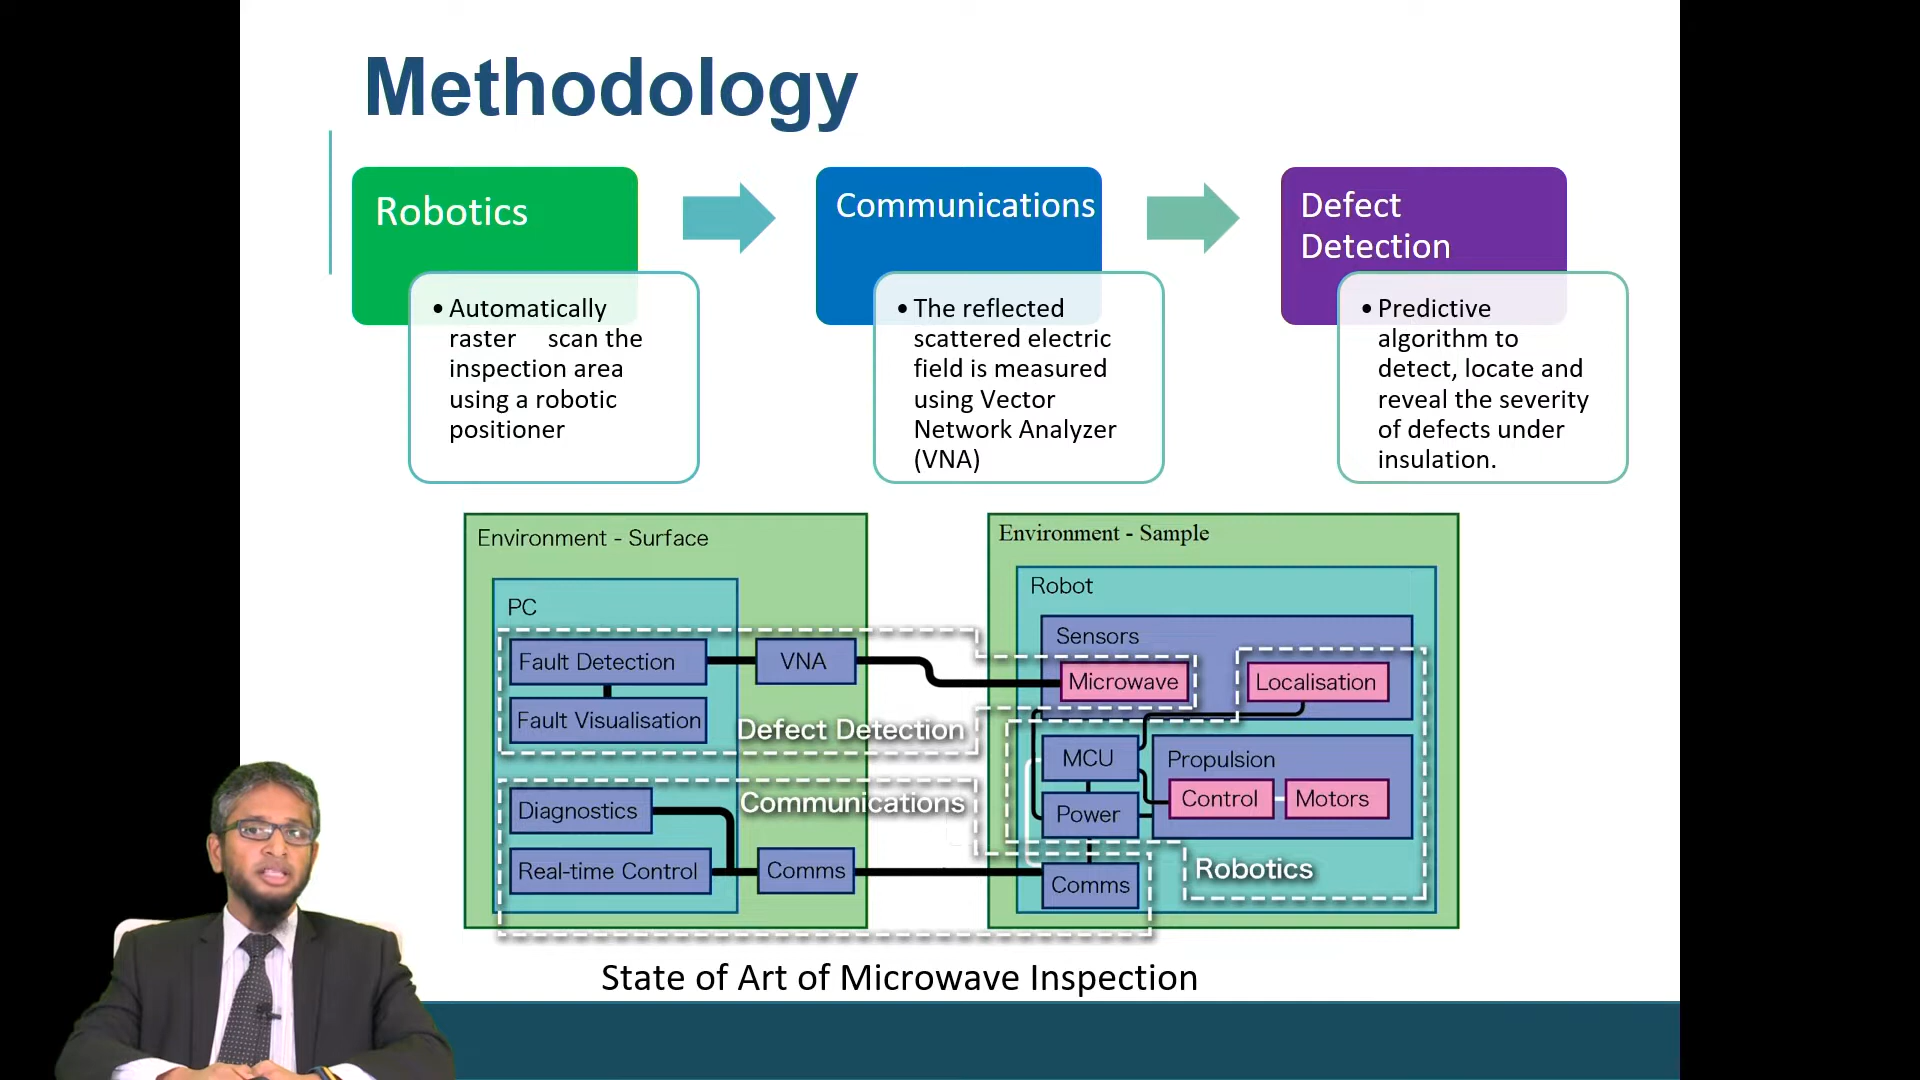 Methodology
Robotics
• Automatically
raster scan the
inspection area
using a robotic
positioner
Communications
• The reflected
scattered electric
field is measured
using Vector
Network Analyzer
(VNA)
Defect
Detection
• Predictive
algorithm to
detect, locate and
reveal the severity
of defects under
insulation.
Environment - Surface
PC
Fault Detection
VNA
Fault Visualisation
Defect Detection
Communications
Diagnostics
Real-time Control
Comms
Environment - Sample
Robot
Sensors
Microwave
Localisation
MCU
Propulsion
Control
Motors
Power
Comms
Robotics
State of Art of Microwave Inspection